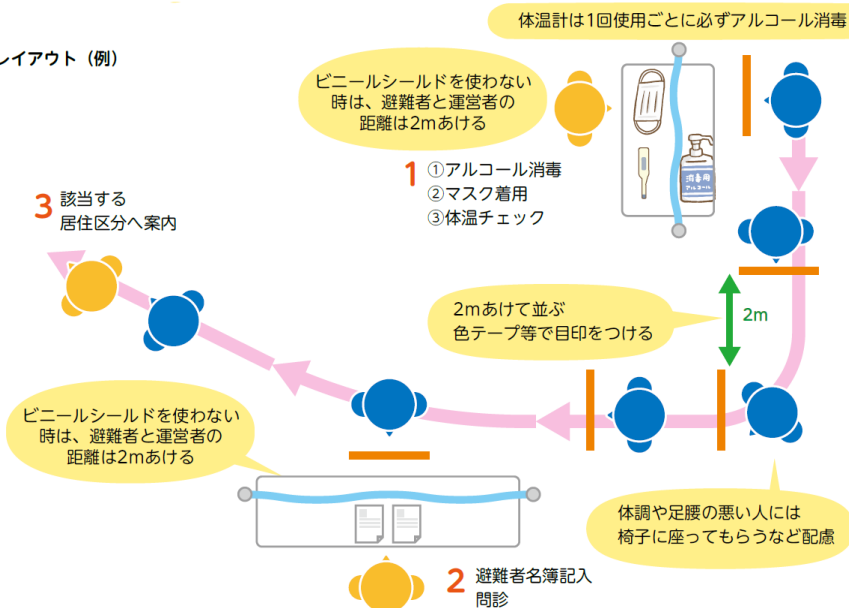 体温計は1回使用ごとに必ずアルコール消毒
レイアウト（例）
ビニールシールドを使わない
時は、避難者と運営者の
距離は2mあける
消毒用
アルコール
1 ①アルコール消毒
②マスク着用
③体温チェック
3 該当する
居住区分へ案内
2mあけて並ぶ
色テープ等で目印をつける
2m
ビニールシールドを使わない
時は、避難者と運営者の
距離は2mあける
体調や足腰の悪い人には
椅子に座ってもらうなど配慮
2 避難者名簿記入
問診